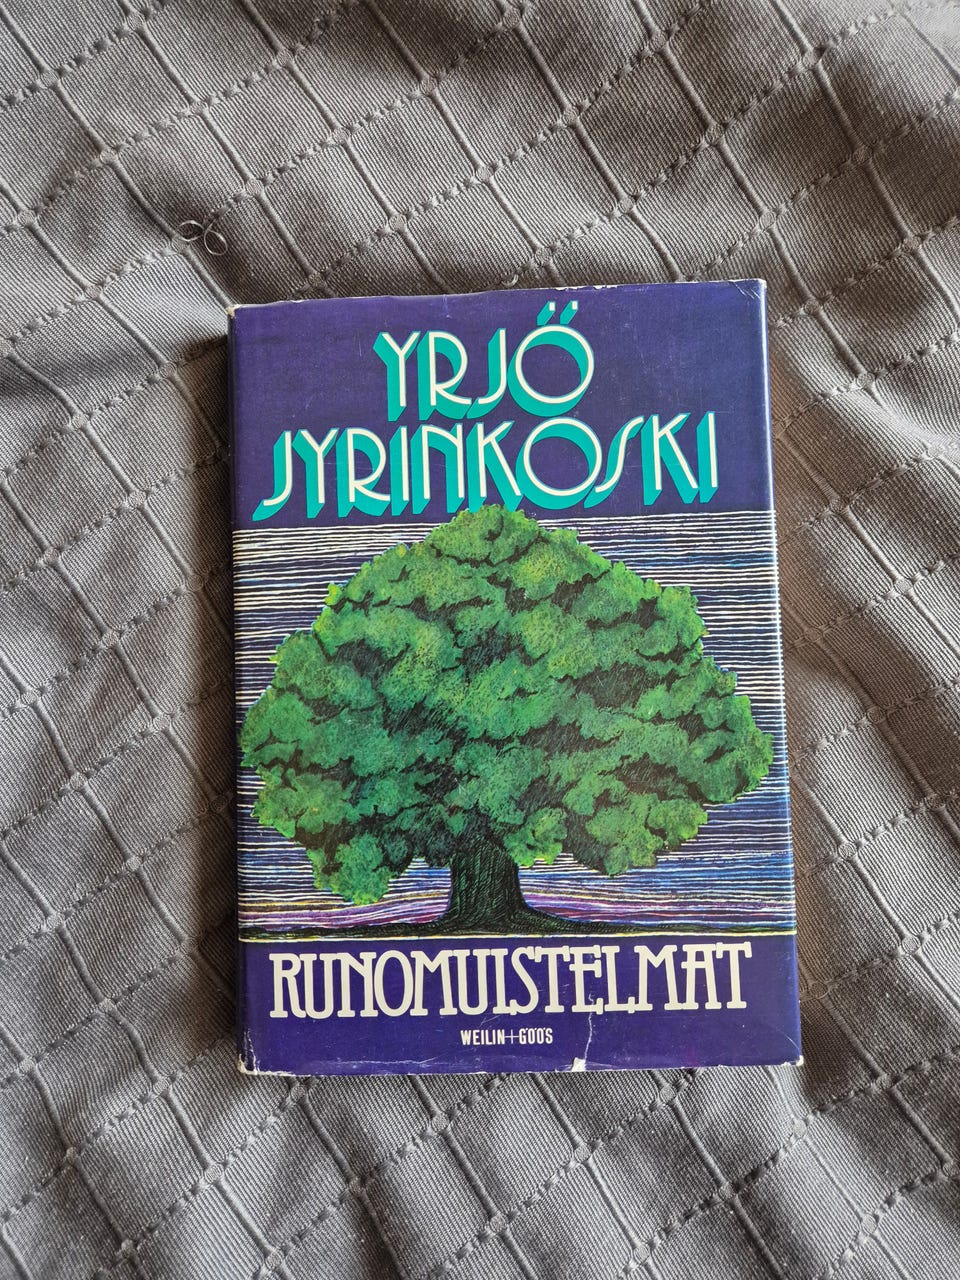 YRJÖ
JYRINKOSKI
RUNOMUISTELMAT
WEILIN+GÖÖS